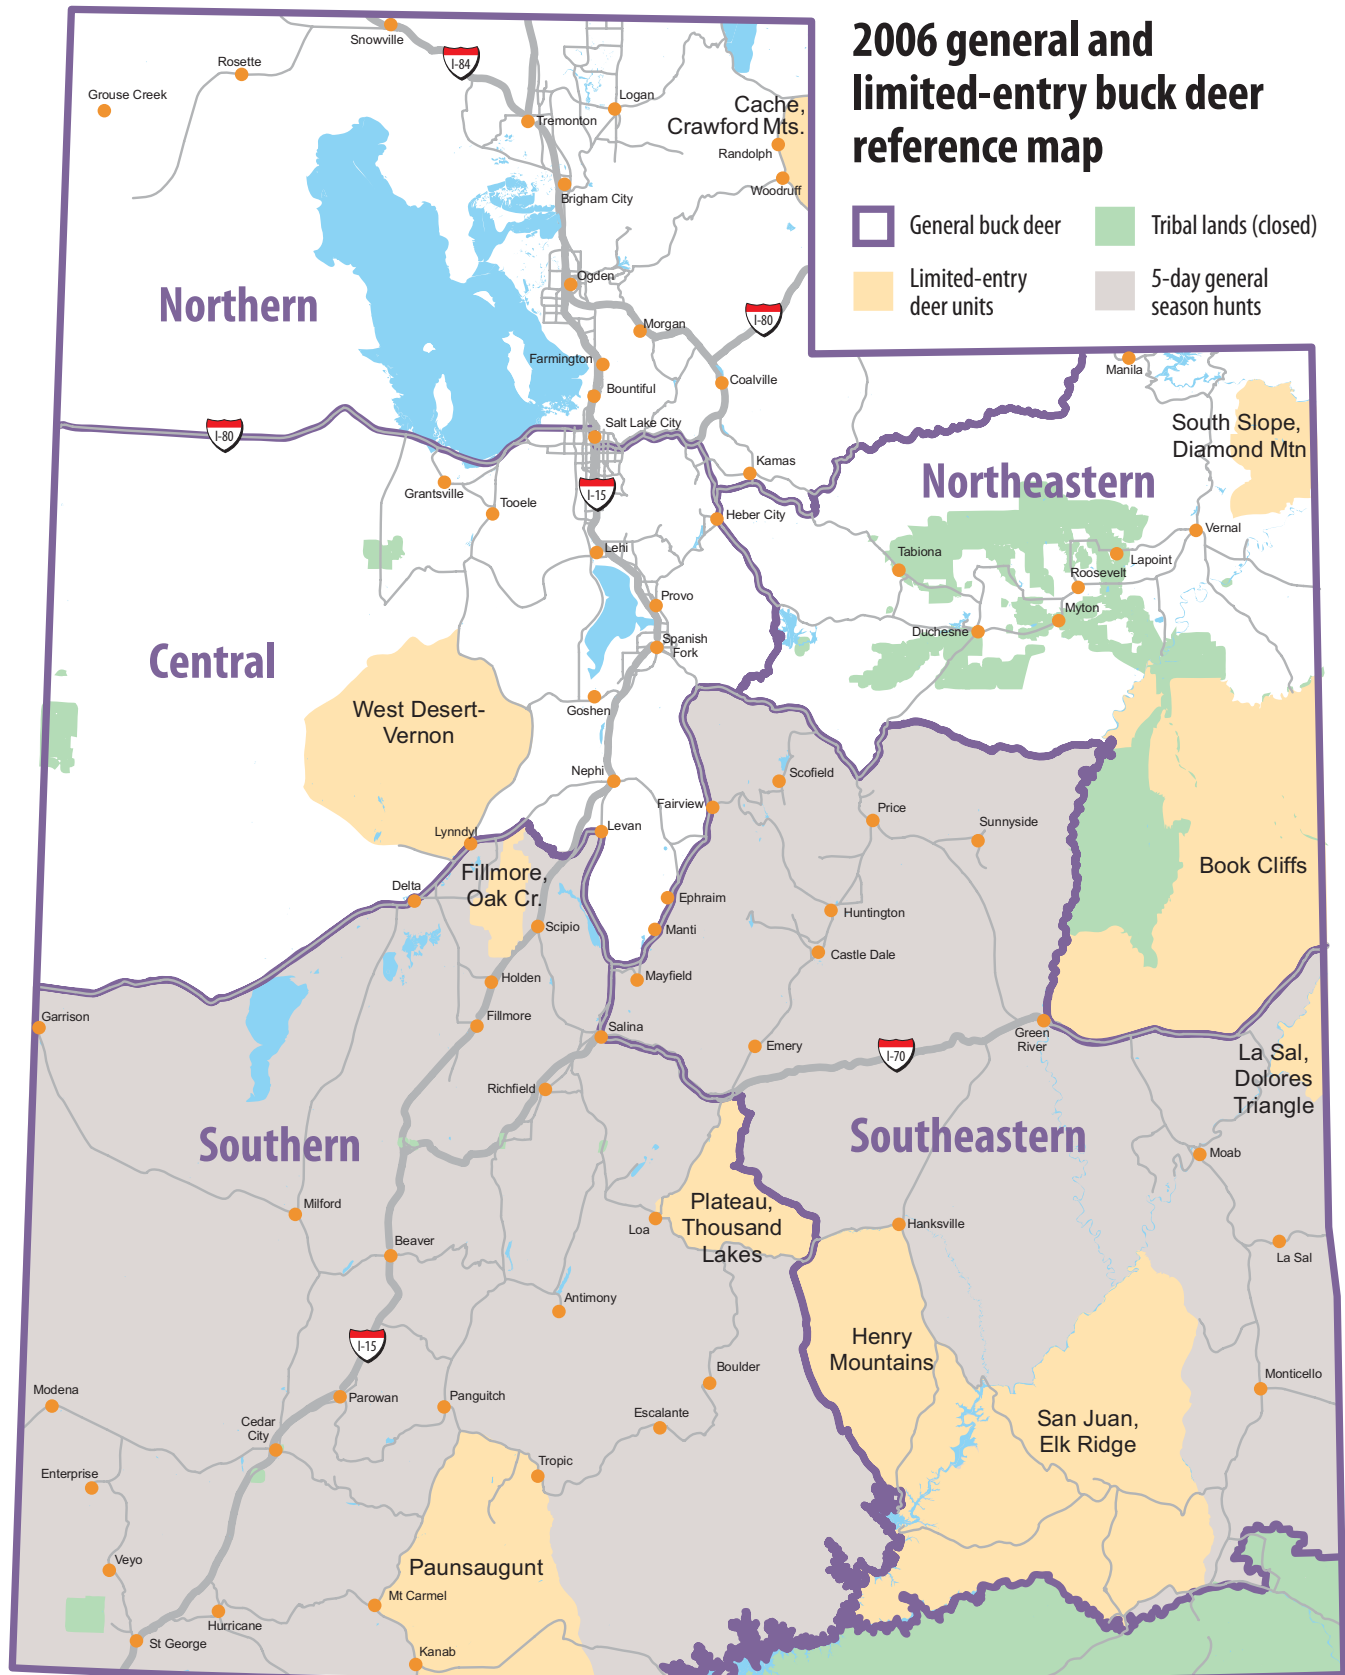 2006 general and
limited-entry buck deer
reference map
General buck deer
Tribal lands (closed)
Limited-entry
deer units
5-day general
season hunts
Snowville
Rosette
I-84
Grouse Creek
Logan
Cache,
Crawford Mts.
Tremonton
Randolph
Woodruff
Brigham City
Ogden
Northern
I-80
Morgan
Farmington
Coalville
Manila
Bountiful
Salt Lake City
I-80
South Slope,
Diamond Mtn
Kamas
Northeastern
Grantsville
I-15
Tooele
Heber City
Vernal
Lehi
Tabiona
Lapoint
Roosevelt
Provo
Myton
Duchesne
Spanish
Fork
Central
West Desert-
Vernon
Goshen
Nephi
Scofield
Fairview
Price
Sunnyside
Levan
Lynndyl
Fillmore,
Oak Cr.
Book Cliffs
Delta
Ephraim
Huntington
Scipio
Manti
Castle Dale
Holden
Mayfield
Garrison
Fillmore
Salina
Green
River
Emery
I-70
La Sal,
Dolores
Triangle
Richfield
Southern
Southeastern
Moab
Milford
Plateau,
Thousand
Lakes
Loa
Hanksville
Beaver
La Sal
Antimony
I-15
Henry
Mountains
Boulder
Monticello
Modena
Parowan
Panguitch
Escalante
San Juan,
Elk Ridge
Cedar
City
Tropic
Enterprise
Veyo
Paunsaugunt
Mt Carmel
Hurricane
St George
Kanab